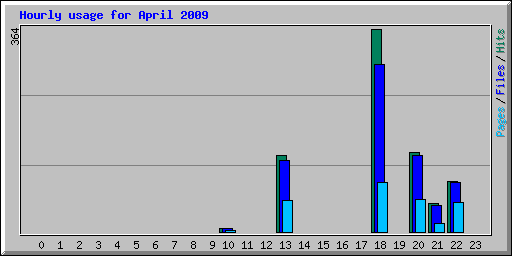 Hourly usage for April 2009
364
Pages / Files / Hits
0 1 2 3 4 5 6 7 8 9 10 11 12 13 14 15 16 17 18 19 20 21 22 23